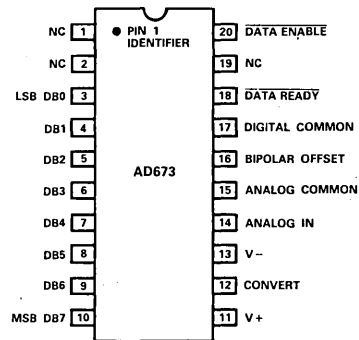 NC 1 PIN 1 20 DATA ENABLE
IDENTIFIER
NC 2 19 NC
LSB DB0 3 18 DATA READY
DB1 4 17 DIGITAL COMMON
DB2 5 16 BIPOLAR OFFSET
AD673
DB3 6 15 ANALOG COMMON
DB4 7 14 ANALOG IN
DB5 8 13 V-
DB6 9 12 CONVERT
MSB DB7 10 11 V+